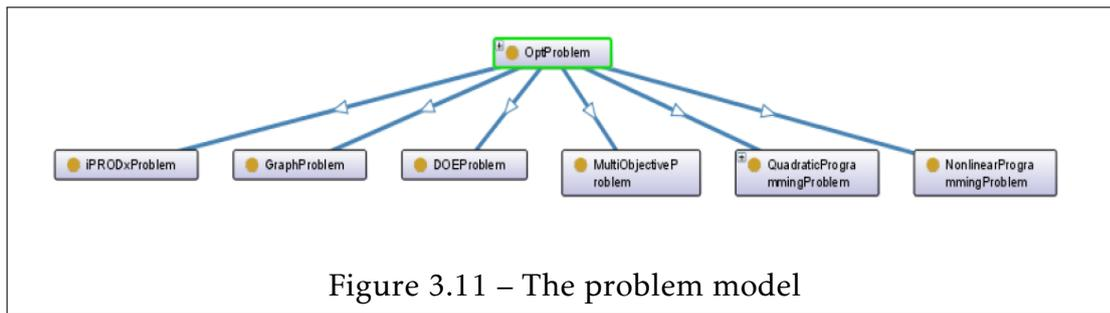 OptProblem
iPRODxProblem
GraphProblem
DOEProblem
MultiObjectiveP
roblem
QuadraticProgra
mmingProblem
NonlinearProgra
mmingProblem
Figure 3.11 – The problem model